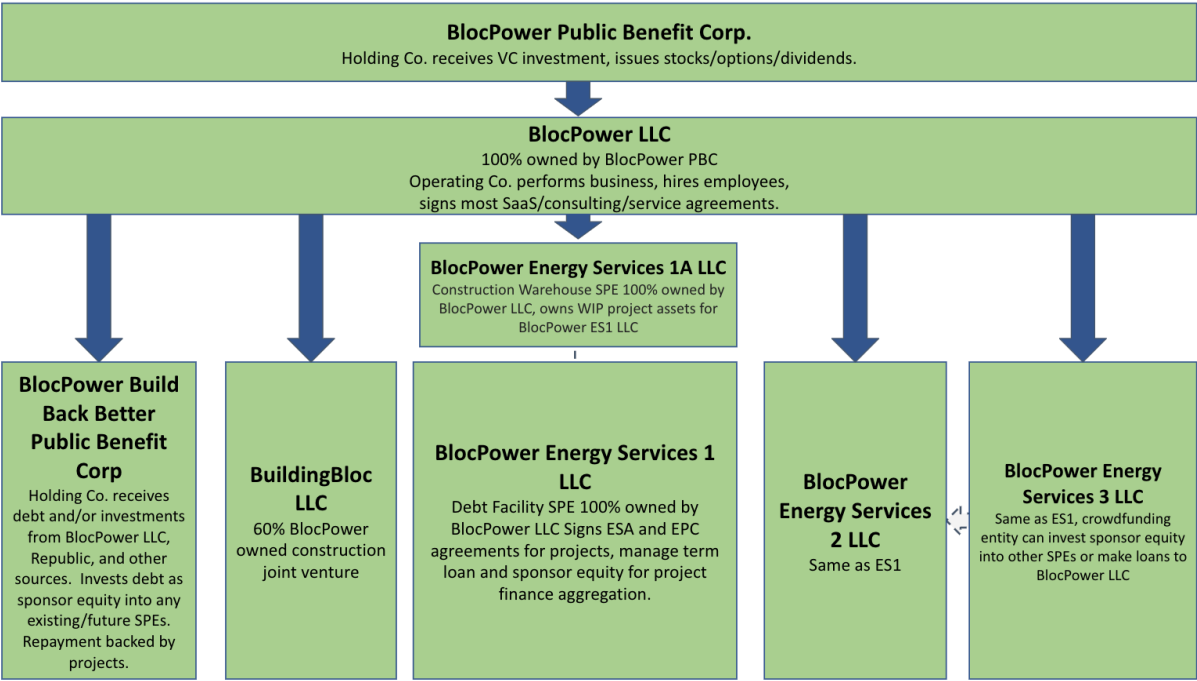 BlocPower Public Benefit Corp.
Holding Co. receives VC investment, issues stocks/options/dividends.
BlocPower LLC
100% owned by BlocPower PBC
Operating Co. performs business, hires employees,
signs most SaaS/consulting/service agreements.
BlocPower Energy Services 1A LLC
Construction Warehouse SPE 100% owned by
BlocPower LLC, owns WIP project assets for
BlocPower ES1 LLC
BlocPower Build
Back Better
Public Benefit
Corp
Holding Co. receives
debt and/or investments
from BlocPower LLC,
Republic, and other
sources.  Invests debt as
sponsor equity into any
existing/future SPEs.
Repayment backed by
projects.
BuildingBloc
LLC
60% BlocPower
owned construction
joint venture
BlocPower Energy Services 1
LLC
Debt Facility SPE 100% owned by
BlocPower LLC Signs ESA and EPC
agreements for projects, manage term
loan and sponsor equity for project
finance aggregation.
BlocPower
Energy Services
2 LLC
Same as ES1
BlocPower Energy
Services 3 LLC
Same as ES1, crowdfunding
entity can invest sponsor equity
into other SPEs or make loans to
BlocPower LLC